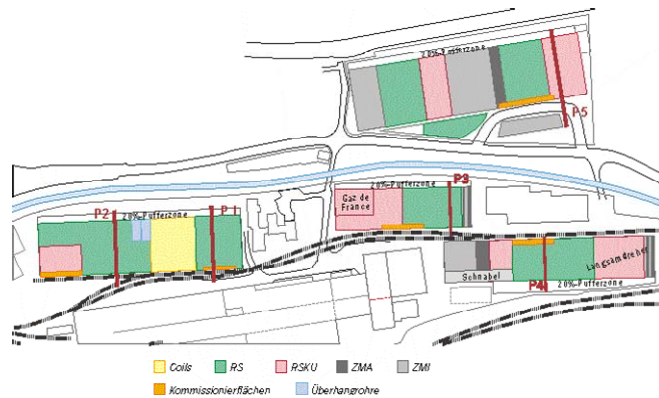 20%-Pufferzone
P5
P3
20%-Pufferzone
Gaz de
France
P2
20%-Pufferzone
P1
Langsamdreher
Schnabel
P4
20%-Pufferzone
Coils
RS
RSKU
ZMA
ZMI
Kommissionierflächen
Überhangrohre